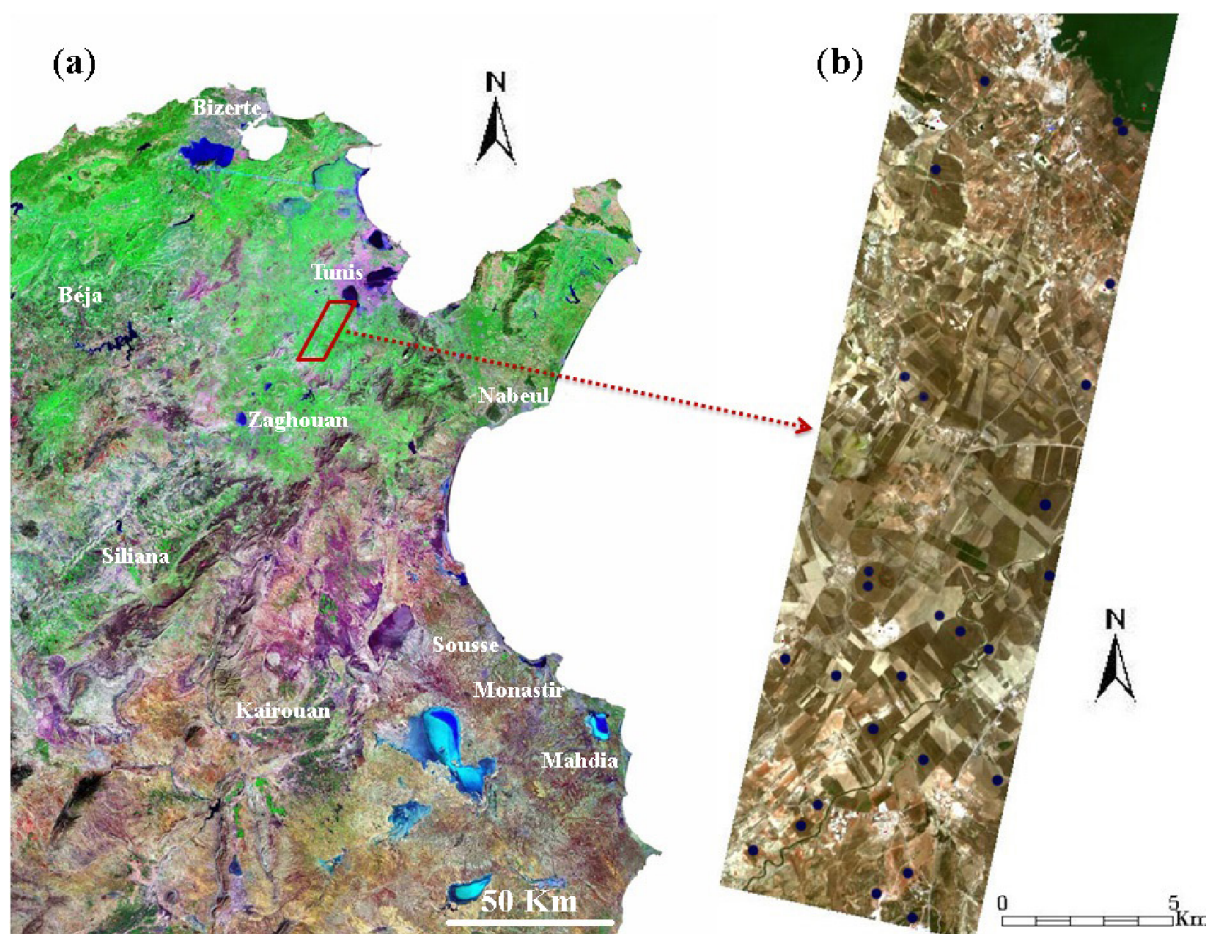 (a)
N
Bizerte
Tunis
Béja
Nabeul
Zaghouan
Siliana
Sousse
Monastir
Kairouan
Mahdia
50 Km
(b)
N
0 5
Km